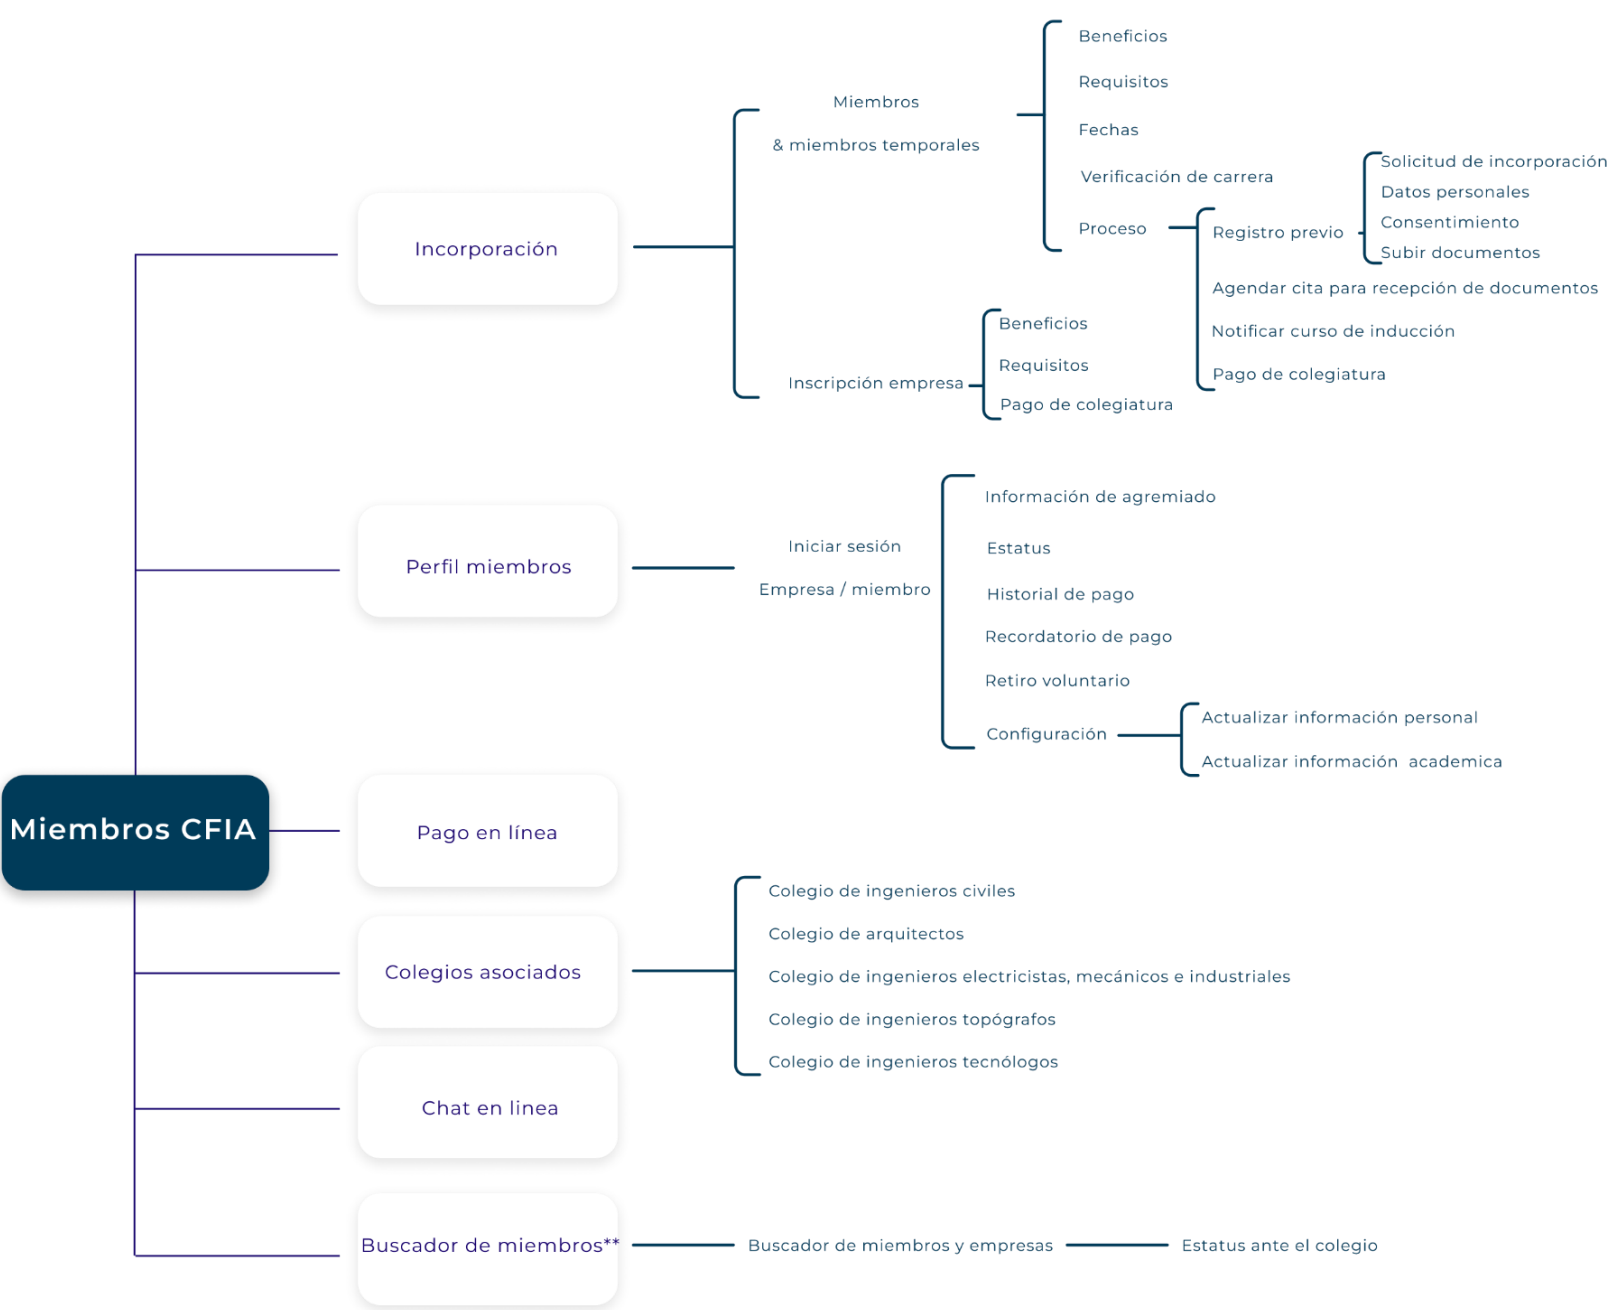 Miembros CFIA
Incorporación
Miembros
& miembros temporales
Beneficios
Requisitos
Fechas
Verificación de carrera
Proceso
Registro previo
Solicitud de incorporación
Datos personales
Consentimiento
Subir documentos
Agendar cita para recepción de documentos
Notificar curso de inducción
Pago de colegiatura
Inscripción empresa
Beneficios
Requisitos
Pago de colegiatura
Perfil miembros
Iniciar sesión
Empresa / miembro
Información de agremiado
Estatus
Historial de pago
Recordatorio de pago
Retiro voluntario
Configuración
Actualizar información personal
Actualizar información academica
Pago en línea
Colegios asociados
Colegio de ingenieros civiles
Colegio de arquitectos
Colegio de ingenieros electricistas, mecánicos e industriales
Colegio de ingenieros topógrafos
Colegio de ingenieros tecnólogos
Chat en linea
Buscador de miembros**
Buscador de miembros y empresas
Estatus ante el colegio